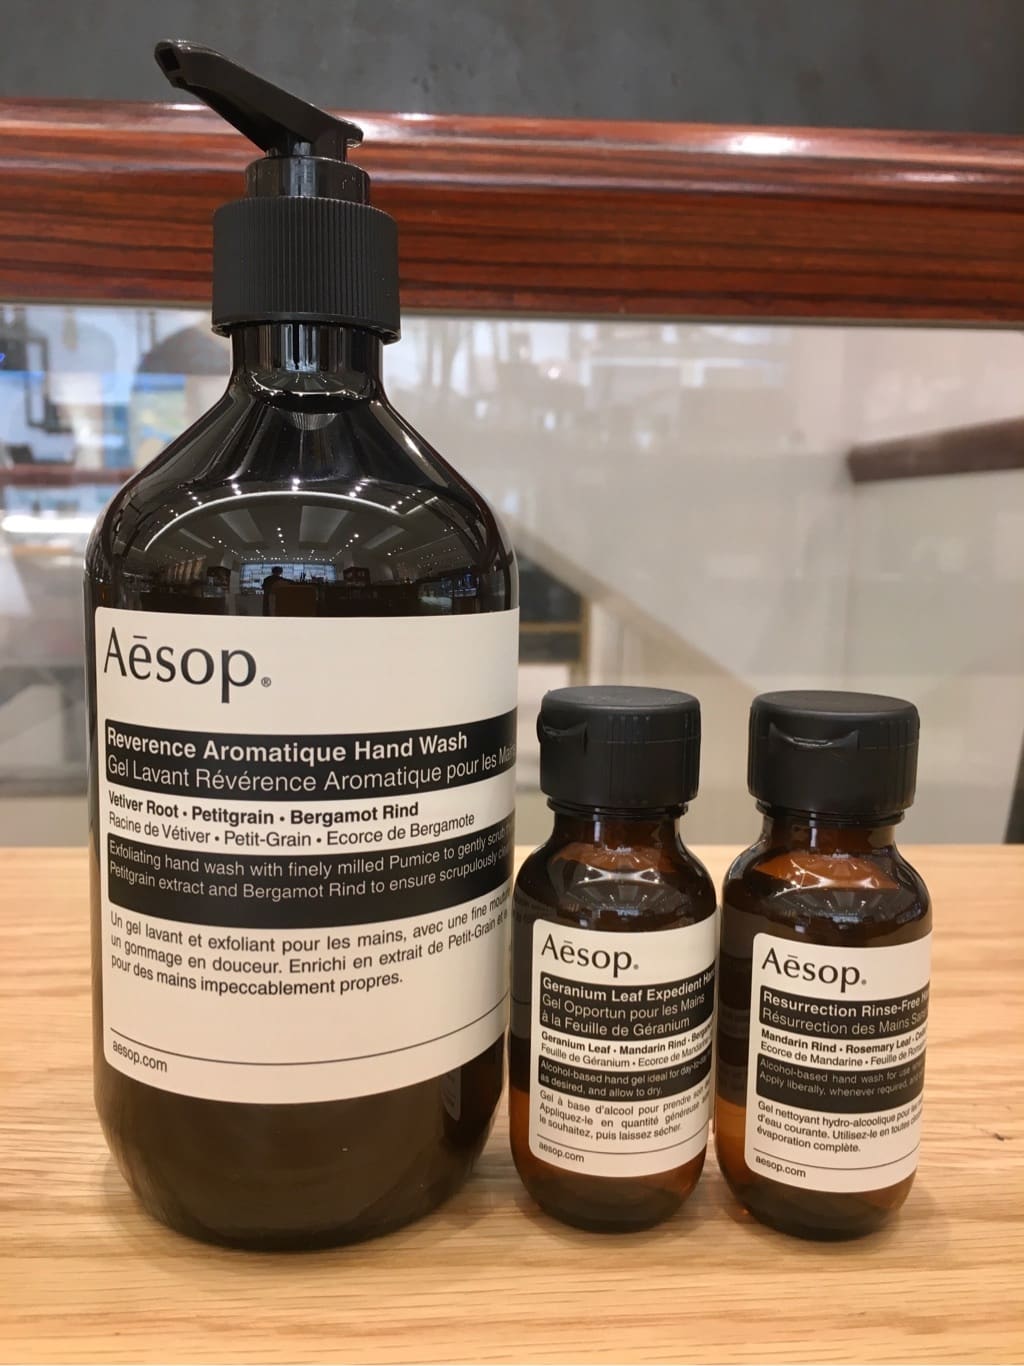 Aēsop.®
Reverence Aromatique Hand Wash
Gel Lavant Révérence Aromatique pour les
Vetiver Root • Petitgrain • Bergamot Rind
Racine de Vétiver • Petit-Grain • Ecorce de Bergamote
Exfoliating hand wash with finely milled Pumice to gently scrub
Petitgrain extract and Bergamot Rind to ensure scrupulously
Un gel lavant et exfoliant pour les mains, avec une fine
un gommage en douceur. Enrichi en extrait de Petit-Grain
pour des mains impeccablement propres.
aesop.com
Aēsop.
Geranium Leaf Expedient
Gel Opportun pour les Mains
à la Feuille de Géranium
Geranium Leaf • Mandarin Rind •
Feuille de Géranium • Ecorce de
Alcohol-based hand gel ideal for
as desired, and allow to dry.
Gel à base d'alcool pour prendre
Appliquez-le en quantité généreuse
le souhaitez, puis laissez sécher.
aesop.com
Aēsop.
Resurrection Rinse-Free
Résurrection des Mains
Mandarin Rind • Rosemary Leaf •
Ecorce de Mandarine • Feuille de
Alcohol-based hand wash for use
Apply liberally, whenever required,
Gel nettoyant hydro-alcoolique pour
d'eau courante. Utilisez-le en
évaporation complète.
aesop.com